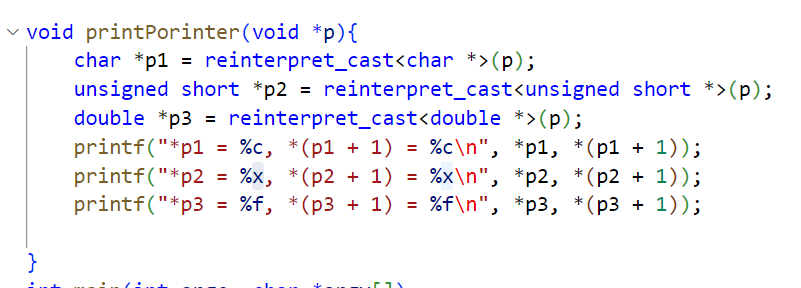 void printPorinter(void *p){
char *p1 = reinterpret_cast<char *>(p);
unsigned short *p2 = reinterpret_cast<unsigned short *>(p);
double *p3 = reinterpret_cast<double *>(p);
printf("*p1 = %c, *(p1 + 1) = %c\n", *p1, *(p1 + 1));
printf("*p2 = %x, *(p2 + 1) = %x\n", *p2, *(p2 + 1));
printf("*p3 = %f, *(p3 + 1) = %f\n", *p3, *(p3 + 1));
}
int main(int argc, char *argv[])